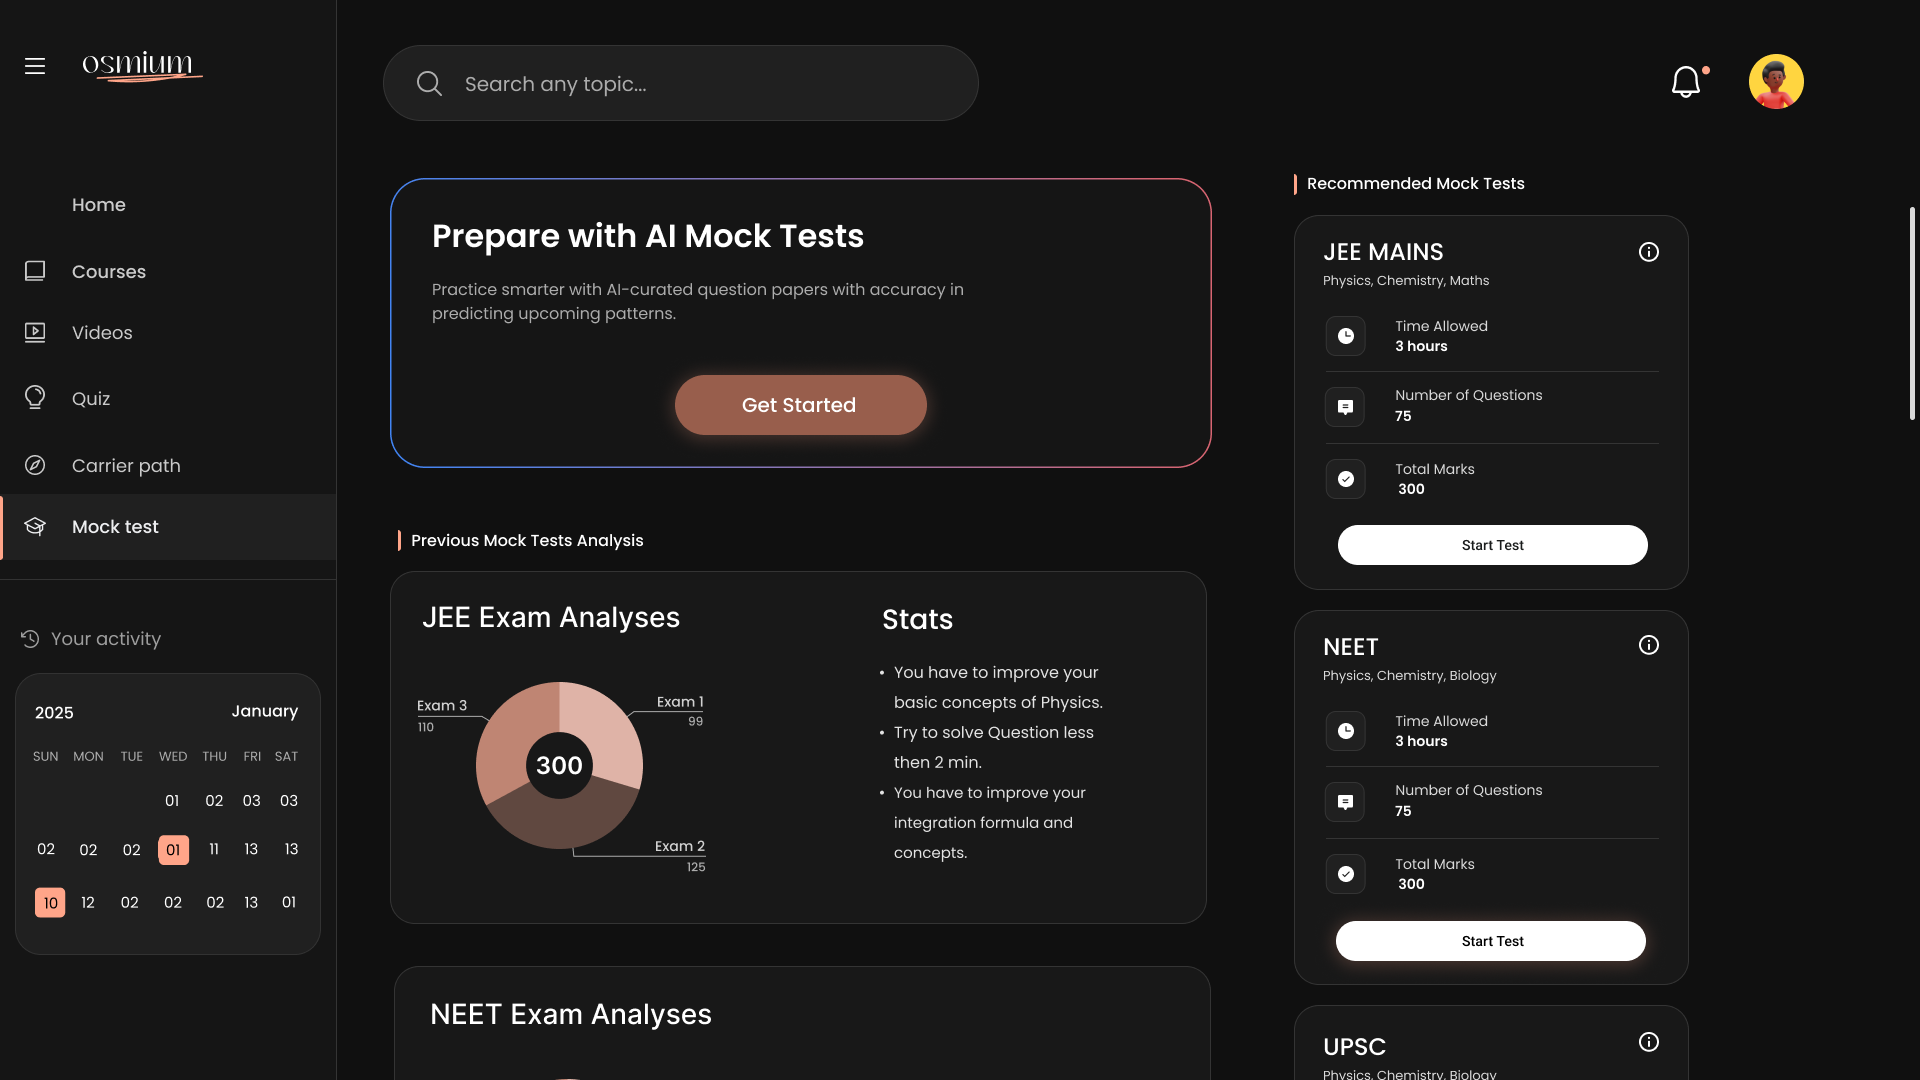 osmium
Search any topic...
Home
Courses
Videos
Quiz
Carrier path
Mock test
Your activity
2025
January
SUN MON TUE WED THU FRI SAT
01 02 03 03
02 02 02 01 11 13 13
10 12 02 02 02 13 01
Prepare with AI Mock Tests
Practice smarter with AI-curated question papers with accuracy in
predicting upcoming patterns.
Get Started
Previous Mock Tests Analysis
JEE Exam Analyses
Exam 3
110
Exam 1
99
300
Exam 2
125
Stats
• You have to improve your
basic concepts of Physics.
• Try to solve Question less
then 2 min.
• You have to improve your
integration formula and
concepts.
NEET Exam Analyses
Recommended Mock Tests
JEE MAINS
Physics, Chemistry, Maths
Time Allowed
3 hours
Number of Questions
75
Total Marks
300
Start Test
NEET
Physics, Chemistry, Biology
Time Allowed
3 hours
Number of Questions
75
Total Marks
300
Start Test
UPSC
Physics, Chemistry, Biology